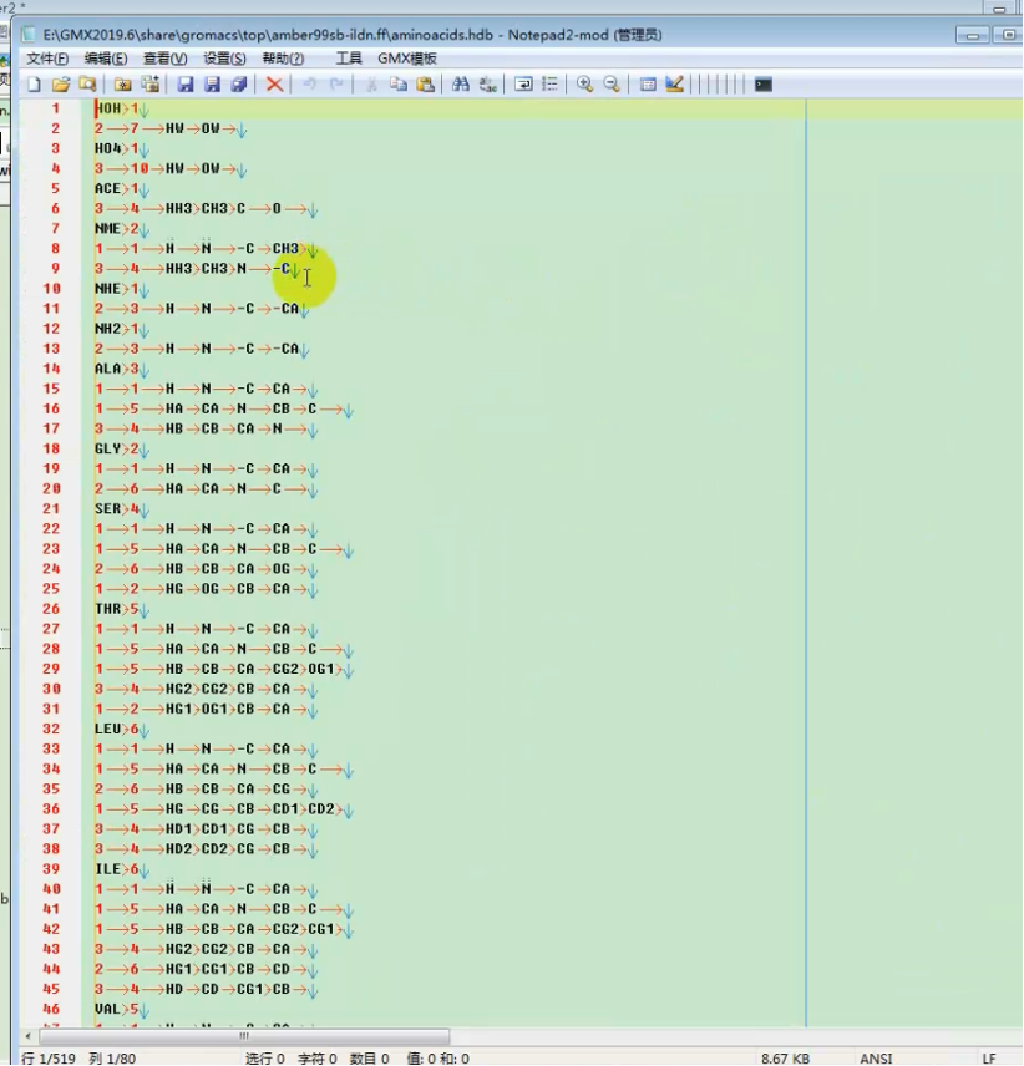 er2 *
E:\GMX2019.6\share\gromacs\top\amber99sb-ildn.ff\aminoacids.hdb - Notepad2-mod (管理员)
文件(F) 编辑(E) 查看(V) 设置(S) 帮助(?) 工具 GMX模板
1 HOH 1
2 2 7 HW OW
3 HO4 1
4 3 10 HW OW
5 ACE 1
6 3 4 HH3 CH3 C O
7 NME 2
8 1 1 H N -C CH3
9 3 4 HH3 CH3 N -C
10 NHE 1
11 2 3 H N -C -CA
12 NH2 1
13 2 3 H N -C -CA
14 ALA 3
15 1 1 H N -C CA
16 1 5 HA CA N CB C
17 3 4 HB CB CA N
18 GLY 2
19 1 1 H N -C CA
20 2 6 HA CA N C
21 SER 4
22 1 1 H N -C CA
23 1 5 HA CA N CB C
24 2 6 HB CB CA OG
25 1 2 HG OG CB CA
26 THR 5
27 1 1 H N -C CA
28 1 5 HA CA N CB C
29 1 5 HB CB CA CG2 OG1
30 3 4 HG2 CG2 CB CA
31 1 2 HG1 OG1 CB CA
32 LEU 6
33 1 1 H N -C CA
34 1 5 HA CA N CB C
35 2 6 HB CB CA CG
36 1 5 HG CG CB CD1 CD2
37 3 4 HD1 CD1 CG CB
38 3 4 HD2 CD2 CG CB
39 ILE 6
40 1 1 H N -C CA
41 1 5 HA CA N CB C
42 1 5 HB CB CA CG2 CG1
43 3 4 HG2 CG2 CB CA
44 2 6 HG1 CG1 CB CD
45 3 4 HD CD CG1 CB
46 VAL 5
行 1/519 列 1/80 选行 0 字符 0 数目 0 值: 0 和: 0 8.67 KB ANSI LF